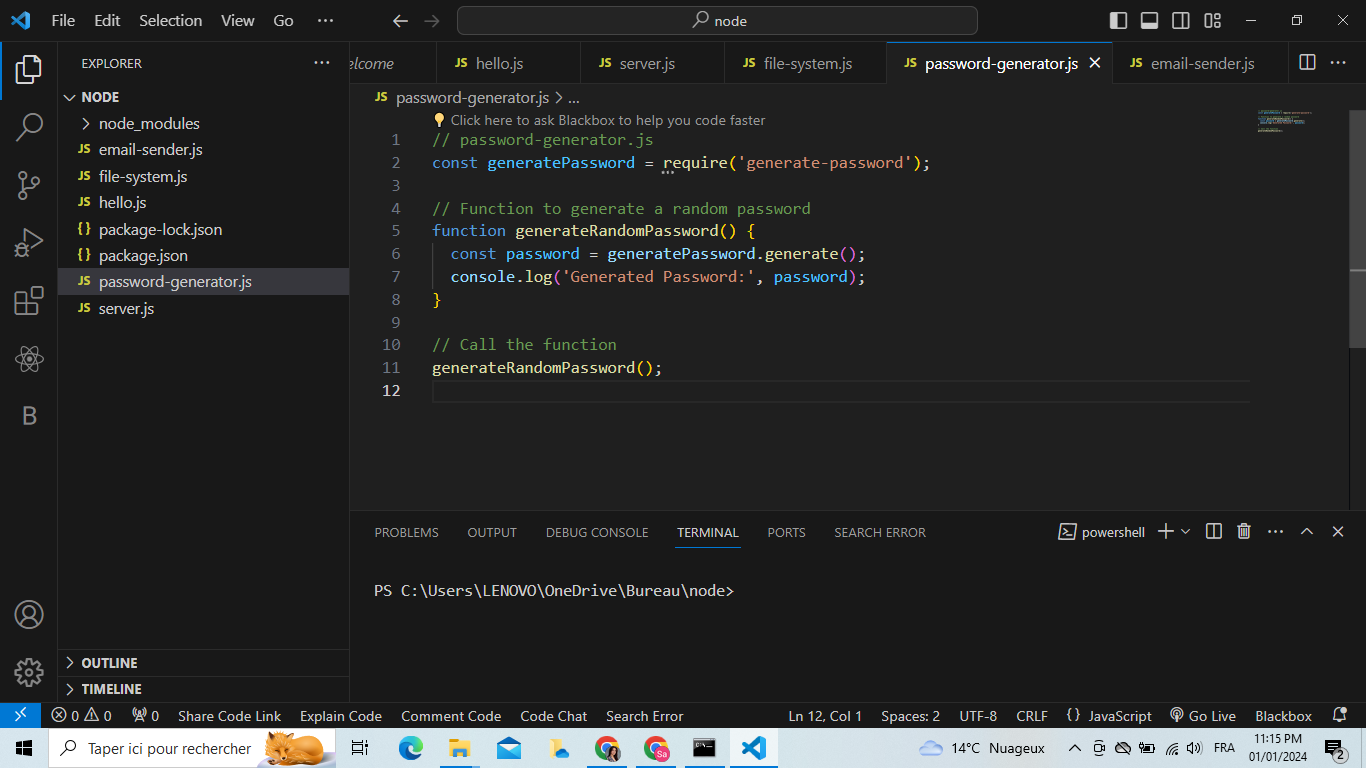 File Edit Selection View Go ···
node
EXPLORER
elcome
JS hello.js
JS server.js
JS file-system.js
JS password-generator.js
JS email-sender.js
NODE
node_modules
JS email-sender.js
JS file-system.js
JS hello.js
{} package-lock.json
{} package.json
JS password-generator.js
JS server.js
B
OUTLINE
TIMELINE
JS password-generator.js > ...
Click here to ask Blackbox to help you code faster
1 // password-generator.js
2 const generatePassword = require('generate-password');
3
4 // Function to generate a random password
5 function generateRandomPassword() {
6 const password = generatePassword.generate();
7 console.log('Generated Password:', password);
8 }
9
10 // Call the function
11 generateRandomPassword();
12
PROBLEMS OUTPUT DEBUG CONSOLE TERMINAL PORTS SEARCH ERROR
powershell
PS C:\Users\LENOVO\OneDrive\Bureau\node>
0 0 0 Share Code Link Explain Code Comment Code Code Chat Search Error Ln 12, Col 1 Spaces: 2 UTF-8 CRLF {} JavaScript Go Live Blackbox
Taper ici pour rechercher
Sa
14°C Nuageux
FRA
11:15 PM
01/01/2024
2